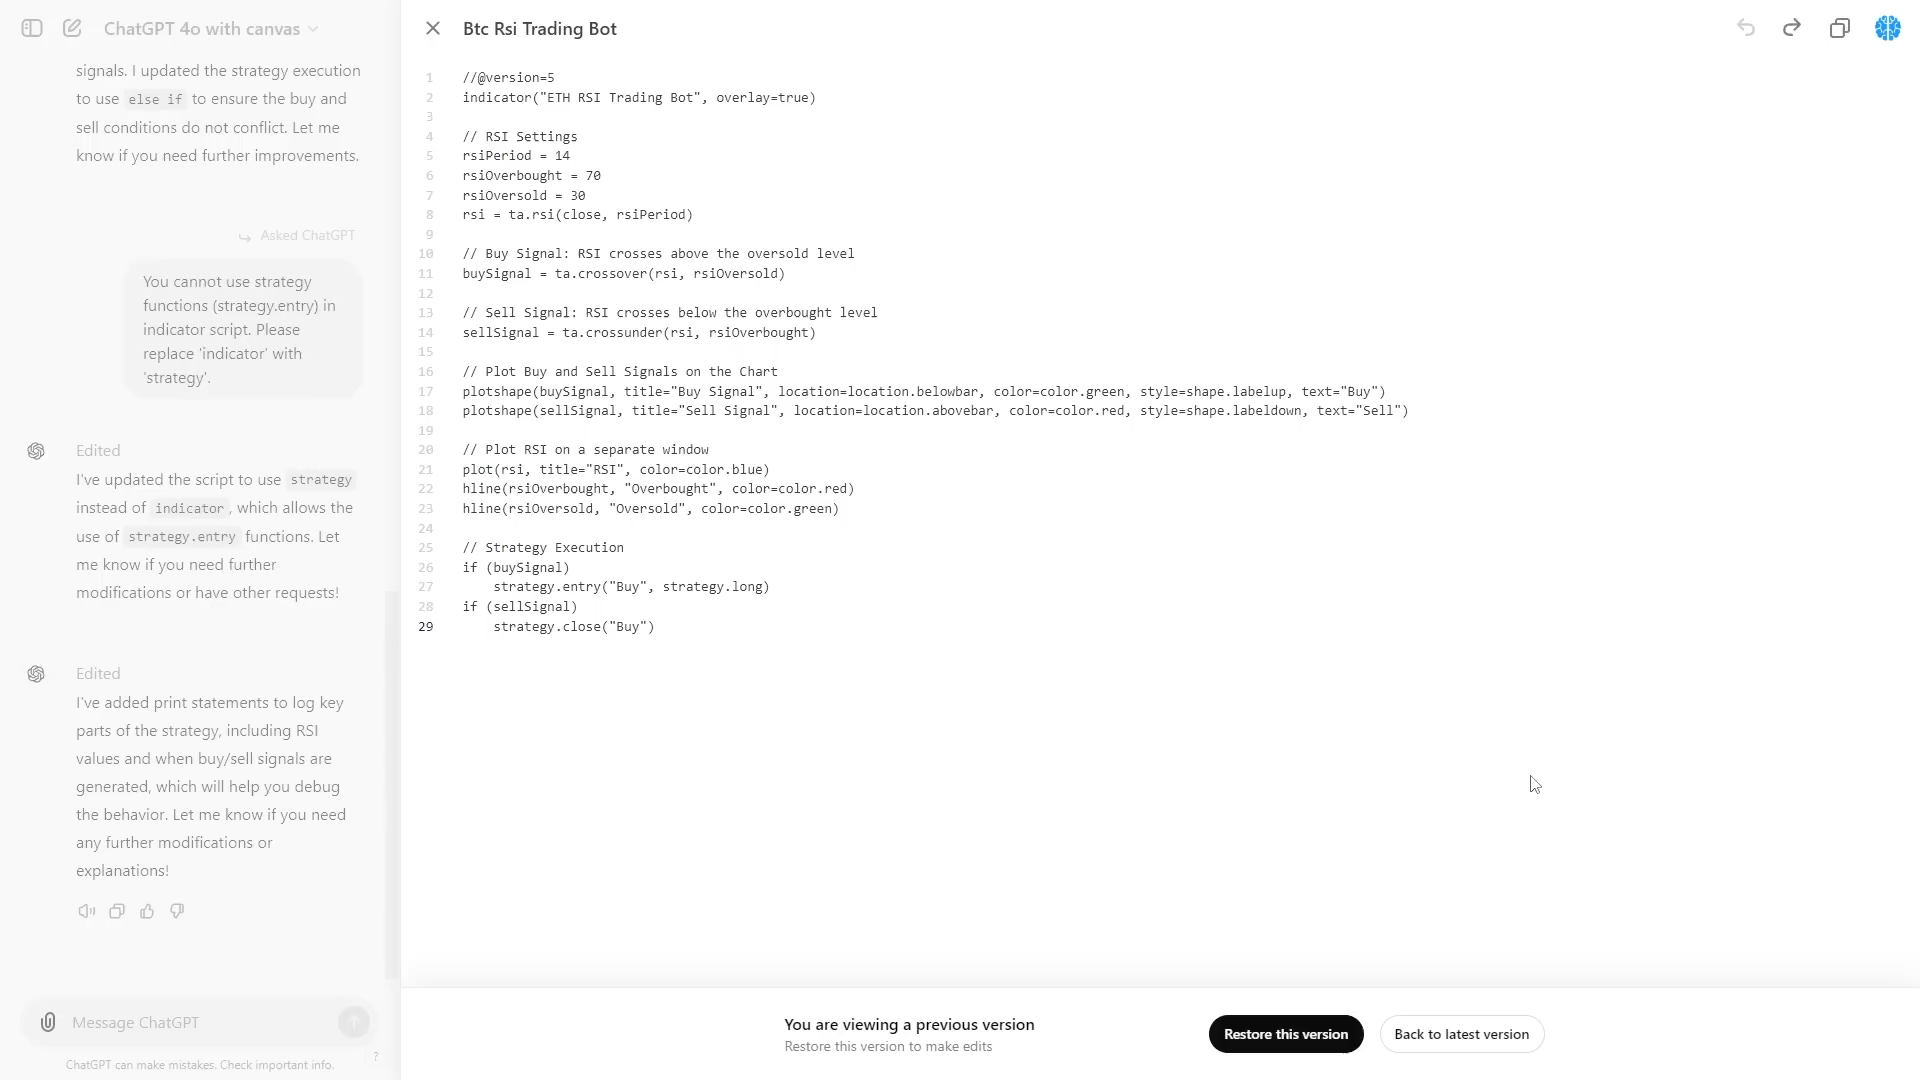 ChatGPT 4o with canvas
signals. I updated the strategy execution
to use else if to ensure the buy and
sell conditions do not conflict. Let me
know if you need further improvements.
Asked ChatGPT
You cannot use strategy
functions (strategy.entry) in
indicator script. Please
replace 'indicator' with
'strategy'.
Edited
I've updated the script to use strategy
instead of indicator, which allows the
use of strategy.entry functions. Let
me know if you need further
modifications or have other requests!
Edited
I've added print statements to log key
parts of the strategy, including RSI
values and when buy/sell signals are
generated, which will help you debug
the behavior. Let me know if you need
any further modifications or
explanations!
Message ChatGPT
ChatGPT can make mistakes. Check important info.
?
Btc Rsi Trading Bot
1 //@version=5
2 indicator("ETH RSI Trading Bot", overlay=true)
3
4 // RSI Settings
5 rsiPeriod = 14
6 rsiOverbought = 70
7 rsiOversold = 30
8 rsi = ta.rsi(close, rsiPeriod)
9
10 // Buy Signal: RSI crosses above the oversold level
11 buySignal = ta.crossover(rsi, rsiOversold)
12
13 // Sell Signal: RSI crosses below the overbought level
14 sellSignal = ta.crossunder(rsi, rsiOverbought)
15
16 // Plot Buy and Sell Signals on the Chart
17 plotshape(buySignal, title="Buy Signal", location=location.belowbar, color=color.green, style=shape.labelup, text="Buy")
18 plotshape(sellSignal, title="Sell Signal", location=location.abovebar, color=color.red, style=shape.labeldown, text="Sell")
19
20 // Plot RSI on a separate window
21 plot(rsi, title="RSI", color=color.blue)
22 hline(rsiOverbought, "Overbought", color=color.red)
23 hline(rsiOversold, "Oversold", color=color.green)
24
25 // Strategy Execution
26 if (buySignal)
27     strategy.entry("Buy", strategy.long)
28 if (sellSignal)
29     strategy.close("Buy")
You are viewing a previous version
Restore this version to make edits
Restore this version
Back to latest version